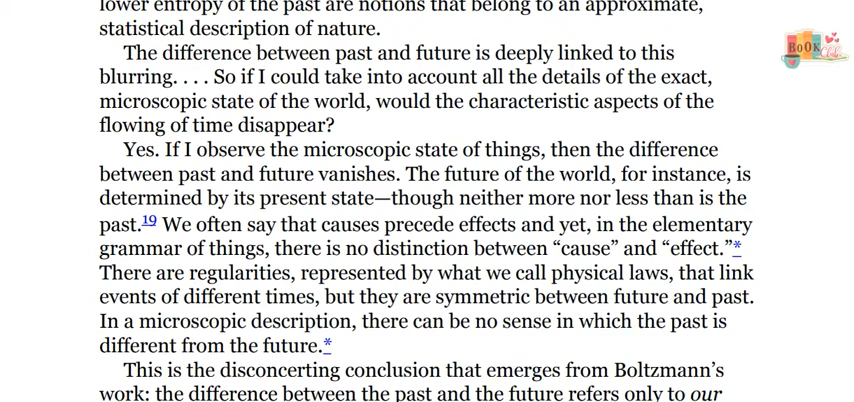 lower entropy of the past are notions that belong to an approximate,
statistical description of nature.
The difference between past and future is deeply linked to this
blurring. . . . So if I could take into account all the details of the exact,
microscopic state of the world, would the characteristic aspects of the
flowing of time disappear?
Yes. If I observe the microscopic state of things, then the difference
between past and future vanishes. The future of the world, for instance, is
determined by its present state—though neither more nor less than is the
past.19 We often say that causes precede effects and yet, in the elementary
grammar of things, there is no distinction between “cause” and “effect.”*
There are regularities, represented by what we call physical laws, that link
events of different times, but they are symmetric between future and past.
In a microscopic description, there can be no sense in which the past is
different from the future.*
This is the disconcerting conclusion that emerges from Boltzmann’s
work: the difference between the past and the future refers only to our
BOOK